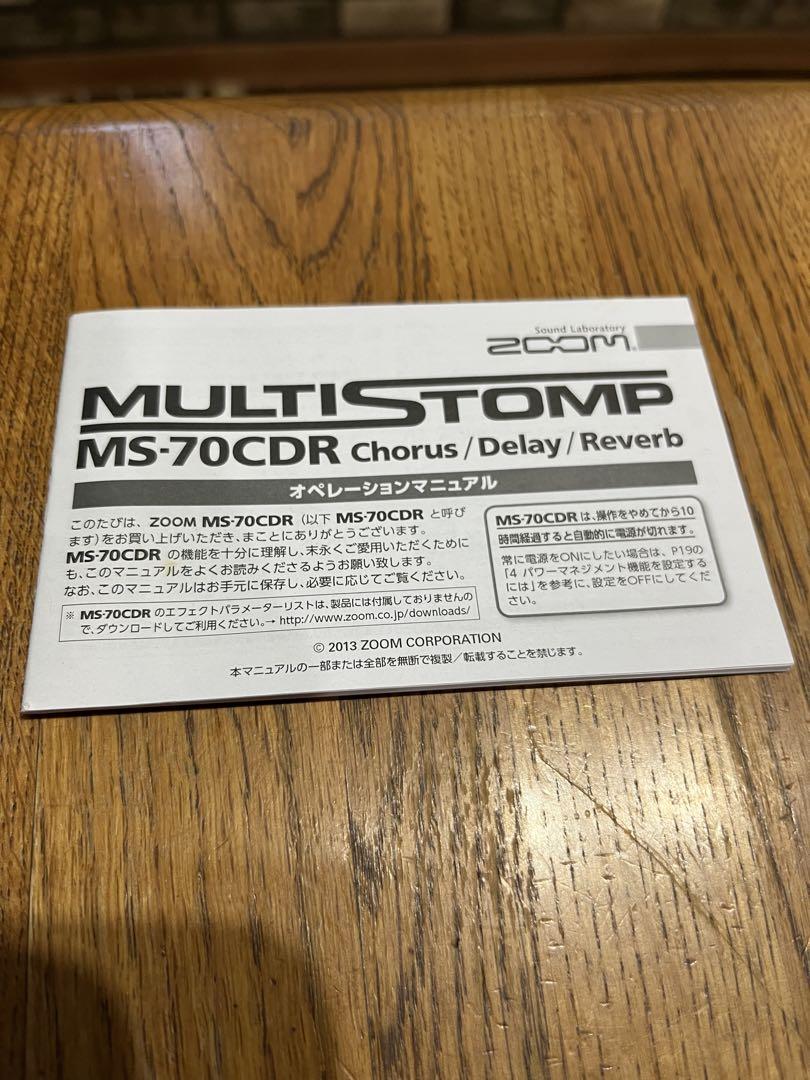 Sound Laboratory
ZOOM®
MULTISTOMP
MS-70CDR Chorus / Delay / Reverb
オペレーションマニュアル
このたびは、ZOOM MS-70CDR（以下 MS-70CDR と呼び
ます）をお買い上げいただき、まことにありがとうございます。
MS-70CDR の機能を十分に理解し、末永くご愛用いただくために
も、このマニュアルをよくお読みくださるようお願い致します。
なお、このマニュアルはお手元に保存し、必要に応じてご覧ください。
※ MS-70CDR のエフェクトパラメーターリストは、製品には付属しておりませんの
で、ダウンロードしてご利用ください。→ http://www.zoom.co.jp/downloads/
MS-70CDR は、操作をやめてから10
時間経過すると自動的に電源が切れます。
常に電源をONにしたい場合は、P19の
「4 パワーマネジメント機能を設定する
には」を参考に、設定をOFFにしてくだ
さい。
© 2013 ZOOM CORPORATION
本マニュアルの一部または全部を無断で複製／転載することを禁じます。